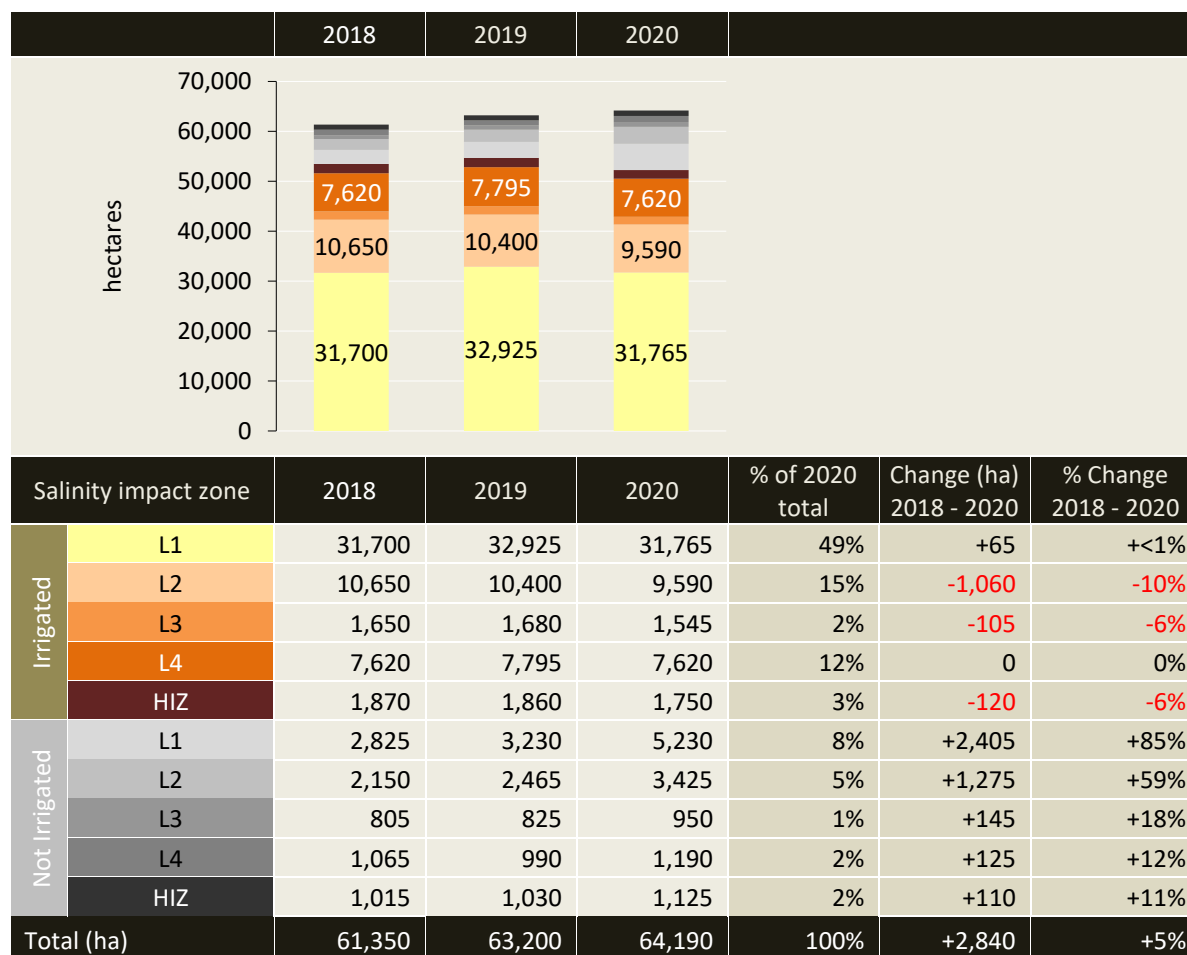 2018 2019 2020
70,000
60,000
50,000
40,000
30,000
20,000
10,000
0
hectares
7,620 7,795 7,620
10,650 10,400 9,590
31,700 32,925 31,765
Salinity impact zone 2018 2019 2020 % of 2020 total Change (ha) 2018 - 2020 % Change 2018 - 2020
Irrigated
L1 31,700 32,925 31,765 49% +65 +<1%
L2 10,650 10,400 9,590 15% -1,060 -10%
L3 1,650 1,680 1,545 2% -105 -6%
L4 7,620 7,795 7,620 12% 0 0%
HIZ 1,870 1,860 1,750 3% -120 -6%
Not Irrigated
L1 2,825 3,230 5,230 8% +2,405 +85%
L2 2,150 2,465 3,425 5% +1,275 +59%
L3 805 825 950 1% +145 +18%
L4 1,065 990 1,190 2% +125 +12%
HIZ 1,015 1,030 1,125 2% +110 +11%
Total (ha) 61,350 63,200 64,190 100% +2,840 +5%